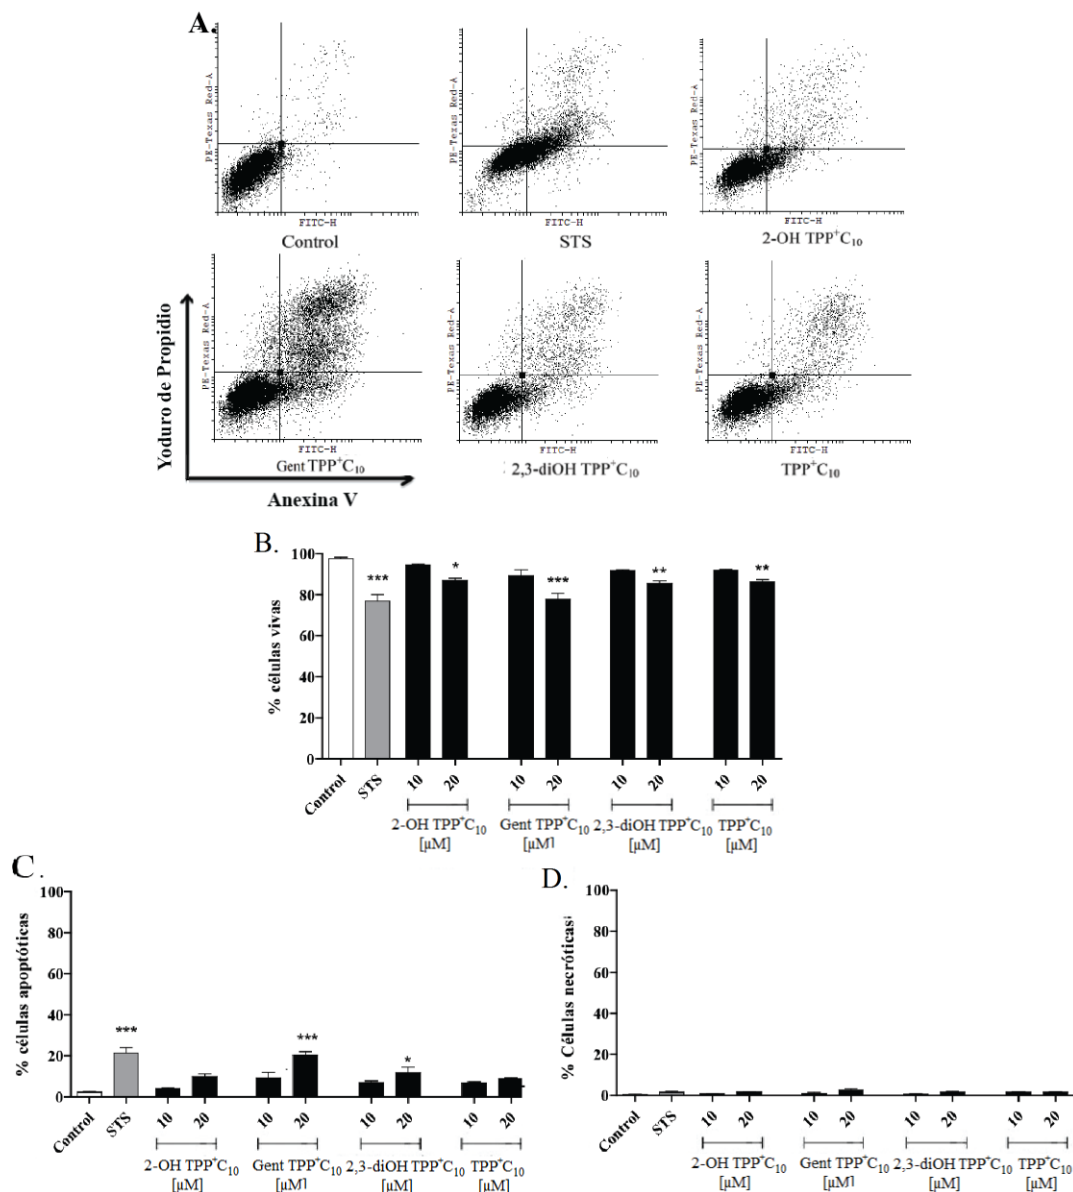 A.
PE-Texas Red-A
PE-Texas Red-A
PE-Texas Red-A
FITC-H
FITC-H
FITC-H
Control
STS
2-OH TPP⁺C₁₀
Yoduro de Propidio
PE-Texas Red-A
PE-Texas Red-A
PE-Texas Red-A
FITC-H
FITC-H
FITC-H
Gent TPP⁺C₁₀
2,3-diOH TPP⁺C₁₀
TPP⁺C₁₀
Anexina V
B.
% células vivas
100
80
60
40
20
0
***
*
***
**
**
Control
STS
10
20
10
20
10
20
10
20
2-OH TPP⁺C₁₀
Gent TPP⁺C₁₀
2,3-diOH TPP⁺C₁₀
TPP⁺C₁₀
[µM]
[µM]
[µM]
[µM]
C.
% células apoptóticas
100
80
60
40
20
0
***
***
*
Control
STS
10
20
10
20
10
20
10
20
2-OH TPP⁺C₁₀
Gent TPP⁺C₁₀
2,3-diOH TPP⁺C₁₀
TPP⁺C₁₀
[µM]
[µM]
[µM]
[µM]
D.
% Células necróticas
100
80
60
40
20
0
Control
STS
10
20
10
20
10
20
10
20
2-OH TPP⁺C₁₀
Gent TPP⁺C₁₀
2,3-diOH TPP⁺C₁₀
TPP⁺C₁₀
[µM]
[µM]
[µM]
[µM]